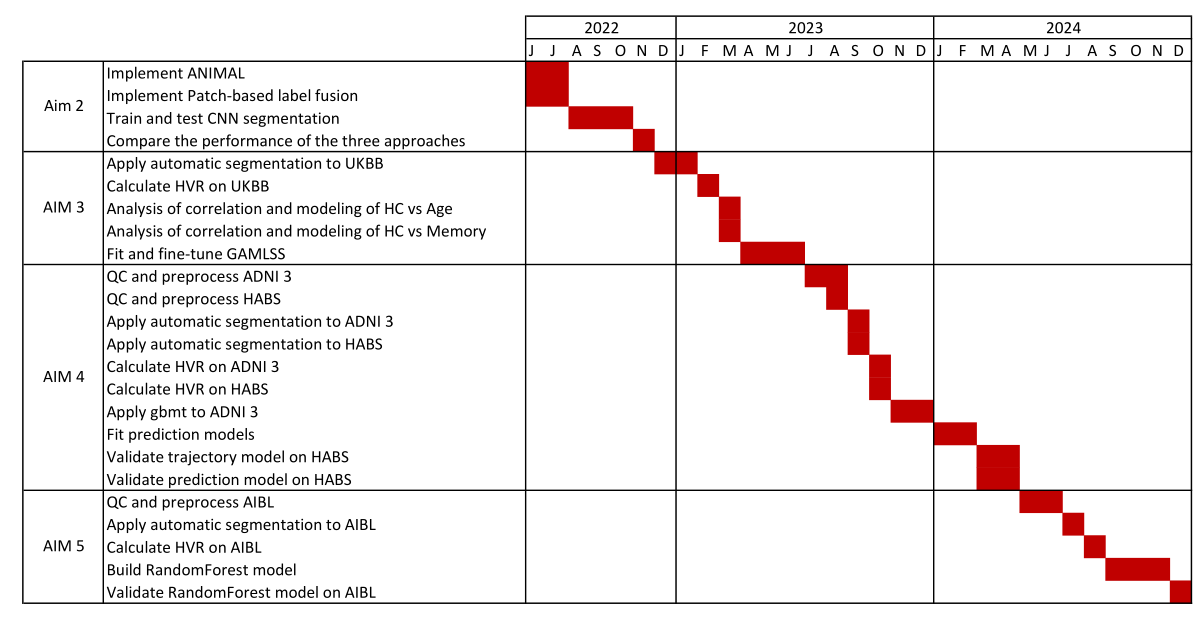 2022 2023 2024
J J A S O N D J F M A M J J A S O N D J F M A M J J A S O N D
Aim 2
Implement ANIMAL
Implement Patch-based label fusion
Train and test CNN segmentation
Compare the performance of the three approaches
AIM 3
Apply automatic segmentation to UKBB
Calculate HVR on UKBB
Analysis of correlation and modeling of HC vs Age
Analysis of correlation and modeling of HC vs Memory
Fit and fine-tune GAMLSS
AIM 4
QC and preprocess ADNI 3
QC and preprocess HABS
Apply automatic segmentation to ADNI 3
Apply automatic segmentation to HABS
Calculate HVR on ADNI 3
Calculate HVR on HABS
Apply gbmt to ADNI 3
Fit prediction models
Validate trajectory model on HABS
Validate prediction model on HABS
AIM 5
QC and preprocess AIBL
Apply automatic segmentation to AIBL
Calculate HVR on AIBL
Build RandomForest model
Validate RandomForest model on AIBL